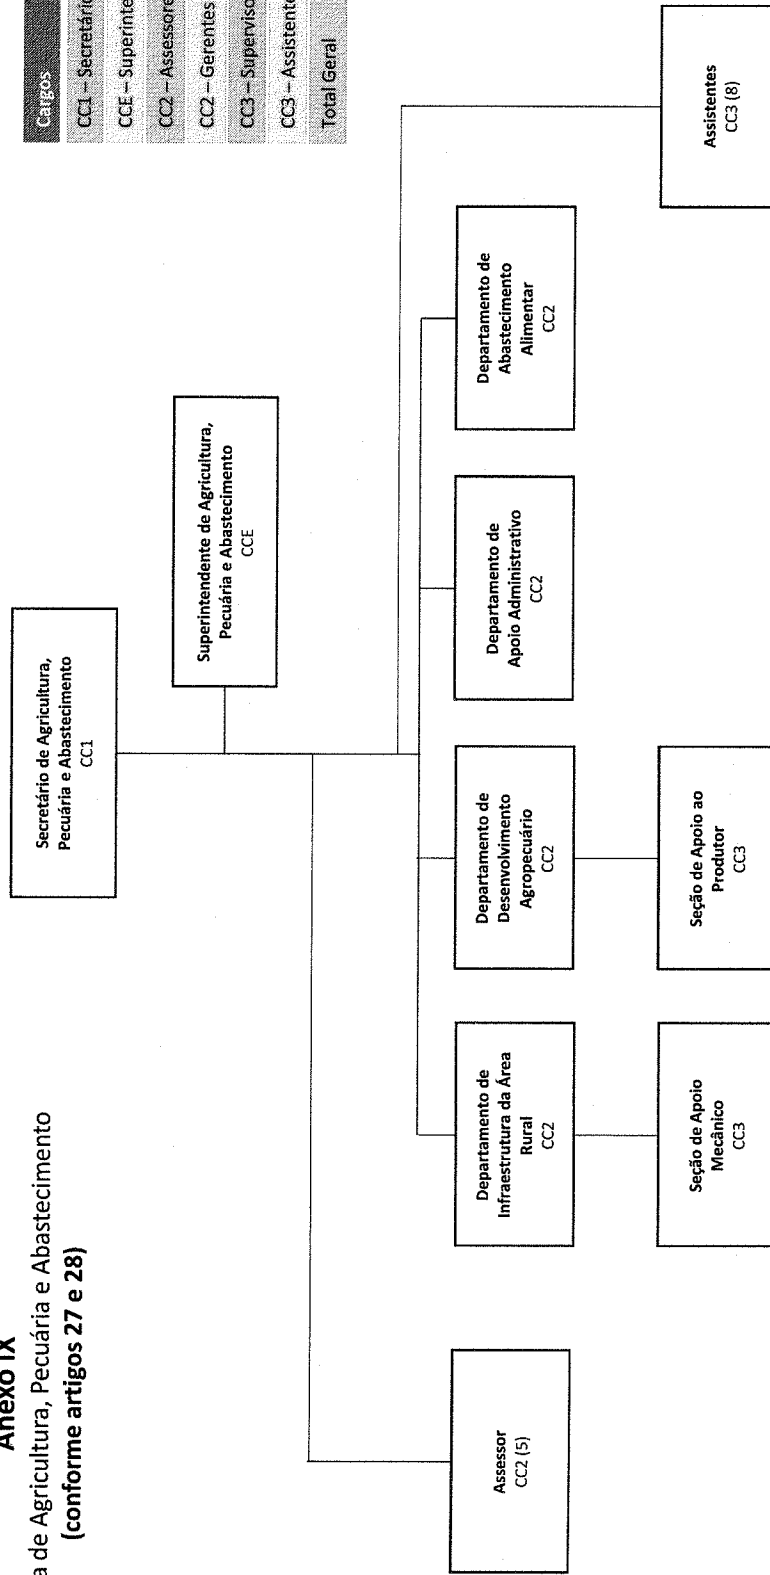 Anexo IX
a de Agricultura, Pecuária e Abastecimento
(conforme artigos 27 e 28)
Cargos
CC1 – Secretário
CCE – Superinte
CC2 – Assessore
CC2 – Gerentes
CC3 – Superviso
CC3 – Assistente
Total Geral
Secretário de Agricultura,
Pecuária e Abastecimento
CC1
Superintendente de Agricultura,
Pecuária e Abastecimento
CCE
Assessor
CC2 (5)
Departamento de
Infraestrutura da Área
Rural
CC2
Departamento de
Desenvolvimento
Agropecuário
CC2
Departamento de
Apoio Administrativo
CC2
Departamento de
Abastecimento
Alimentar
CC2
Seção de Apoio
Mecânico
CC3
Seção de Apoio ao
Produtor
CC3
Assistentes
CC3 (8)